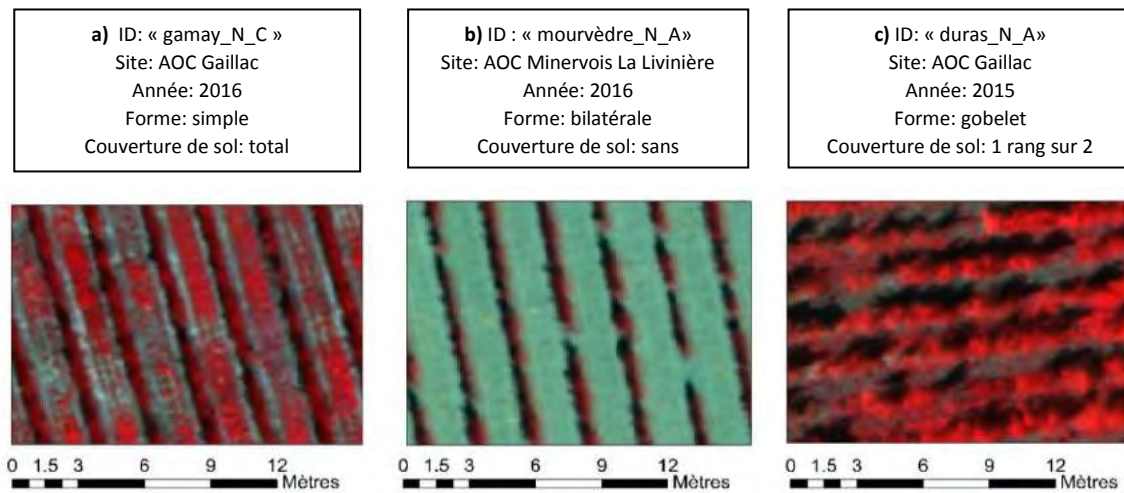 a) ID: « gamay_N_C »
Site: AOC Gaillac
Année: 2016
Forme: simple
Couverture de sol: total
b) ID : « mourvèdre_N_A»
Site: AOC Minervois La Livinière
Année: 2016
Forme: bilatérale
Couverture de sol: sans
c) ID: « duras_N_A»
Site: AOC Gaillac
Année: 2015
Forme: gobelet
Couverture de sol: 1 rang sur 2
0 1.5 3 6 9 12
Mètres
0 1.5 3 6 9 12
Mètres
0 1.5 3 6 9 12
Mètres